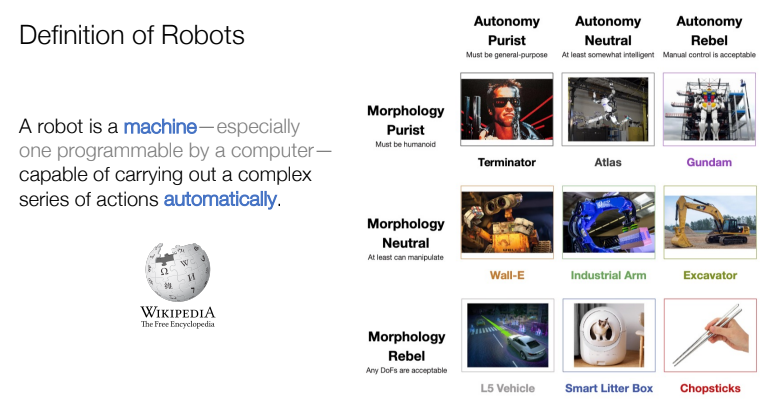 Definition of Robots
A robot is a machine—especially
one programmable by a computer—
capable of carrying out a complex
series of actions automatically.
WIKIPEDIA
The Free Encyclopedia
Autonomy
Purist
Must be general-purpose
Autonomy
Neutral
At least somewhat intelligent
Autonomy
Rebel
Manual control is acceptable
Morphology
Purist
Must be humanoid
Terminator
Atlas
Gundam
Morphology
Neutral
At least can manipulate
Wall-E
Industrial Arm
Excavator
Morphology
Rebel
Any DoFs are acceptable
L5 Vehicle
Smart Litter Box
Chopsticks